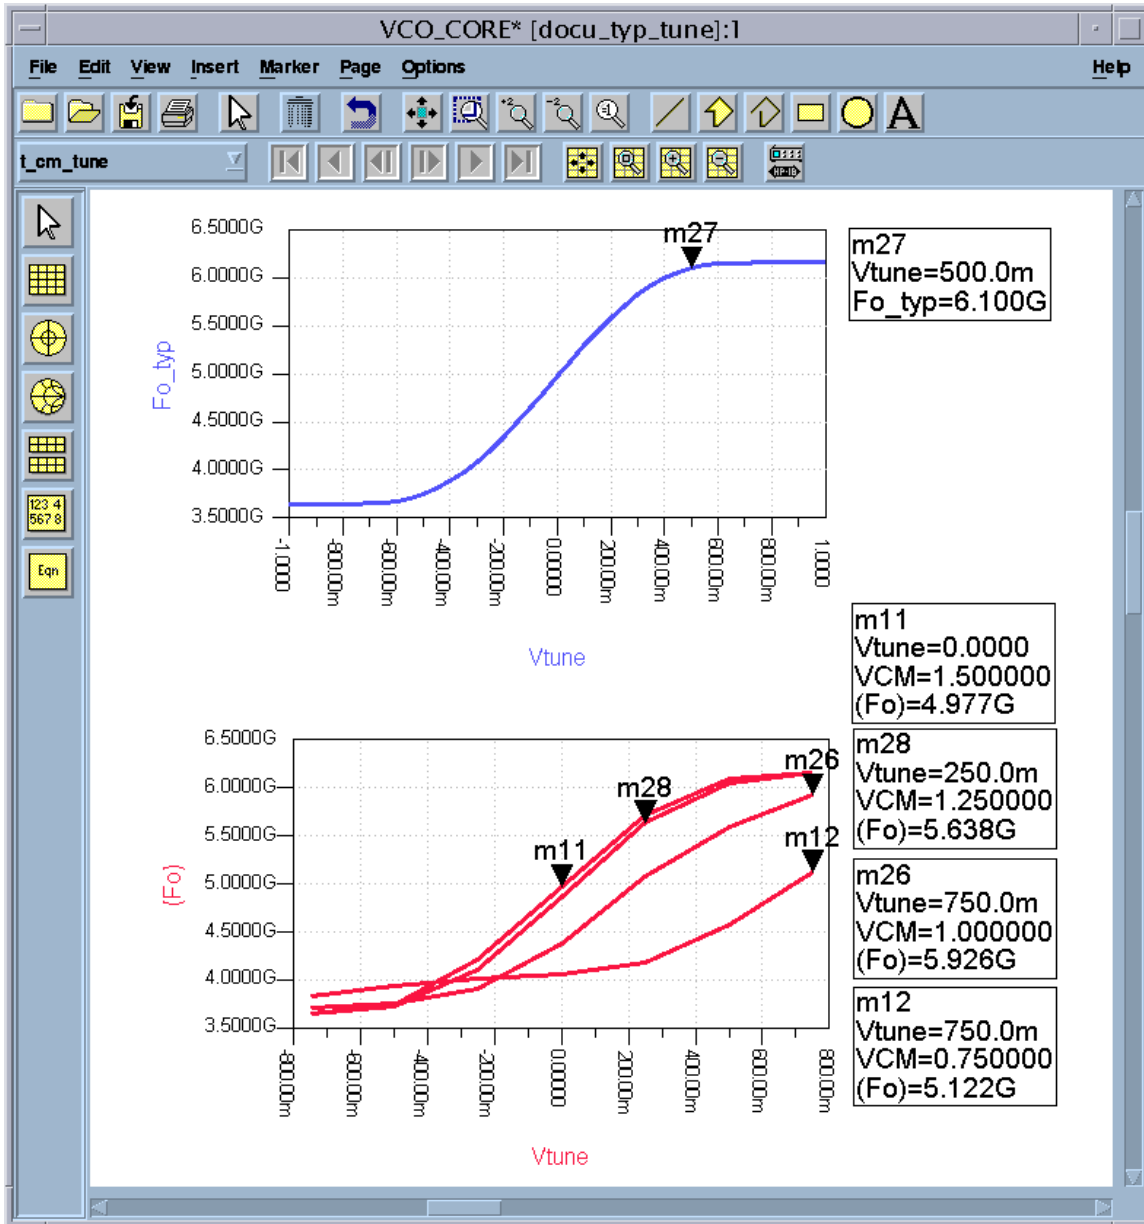 VCO_CORE* [docu_typ_tune]:1
File Edit View Insert Marker Page Options Help
+2 -2 -1 A
t_cm_tune
HP-IB
123 4
567 8
Eqn
6.5000G
6.0000G
5.5000G
5.0000G
4.5000G
4.0000G
3.5000G
Fo_typ
m27
-1.0000
-800.00m
-600.00m
-400.00m
-200.00m
0.0000
200.00m
400.00m
600.00m
800.00m
1.0000
Vtune
m27
Vtune=500.0m
Fo_typ=6.100G
6.5000G
6.0000G
5.5000G
5.0000G
4.5000G
4.0000G
3.5000G
(Fo)
m11
m28
m26
m12
-800.00m
-600.00m
-400.00m
-200.00m
0.0000
200.00m
400.00m
600.00m
800.00m
Vtune
m11
Vtune=0.0000
VCM=1.500000
(Fo)=4.977G
m28
Vtune=250.0m
VCM=1.250000
(Fo)=5.638G
m26
Vtune=750.0m
VCM=1.000000
(Fo)=5.926G
m12
Vtune=750.0m
VCM=0.750000
(Fo)=5.122G